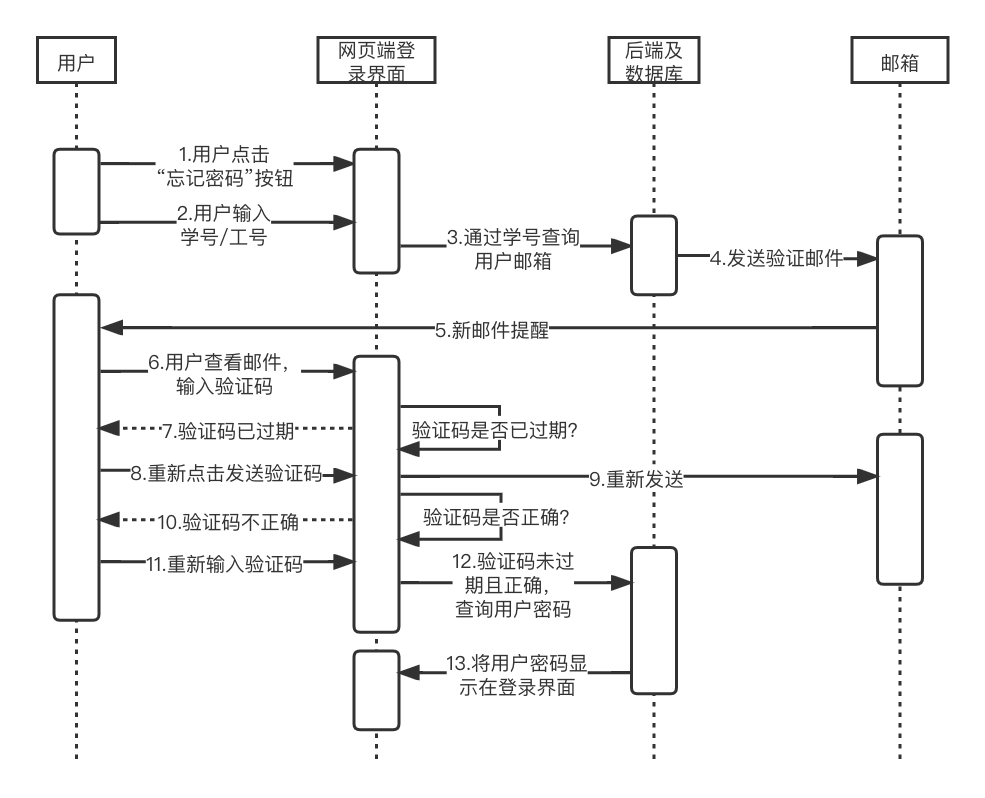 用户
网页端登
录界面
后端及
数据库
邮箱
1.用户点击
“忘记密码”按钮
2.用户输入
学号/工号
3.通过学号查询
用户邮箱
4.发送验证邮件
5.新邮件提醒
6.用户查看邮件，
输入验证码
验证码是否已过期？
7.验证码已过期
8.重新点击发送验证码
9.重新发送
验证码是否正确？
10.验证码不正确
11.重新输入验证码
12.验证码未过
期且正确，
查询用户密码
13.将用户密码显
示在登录界面